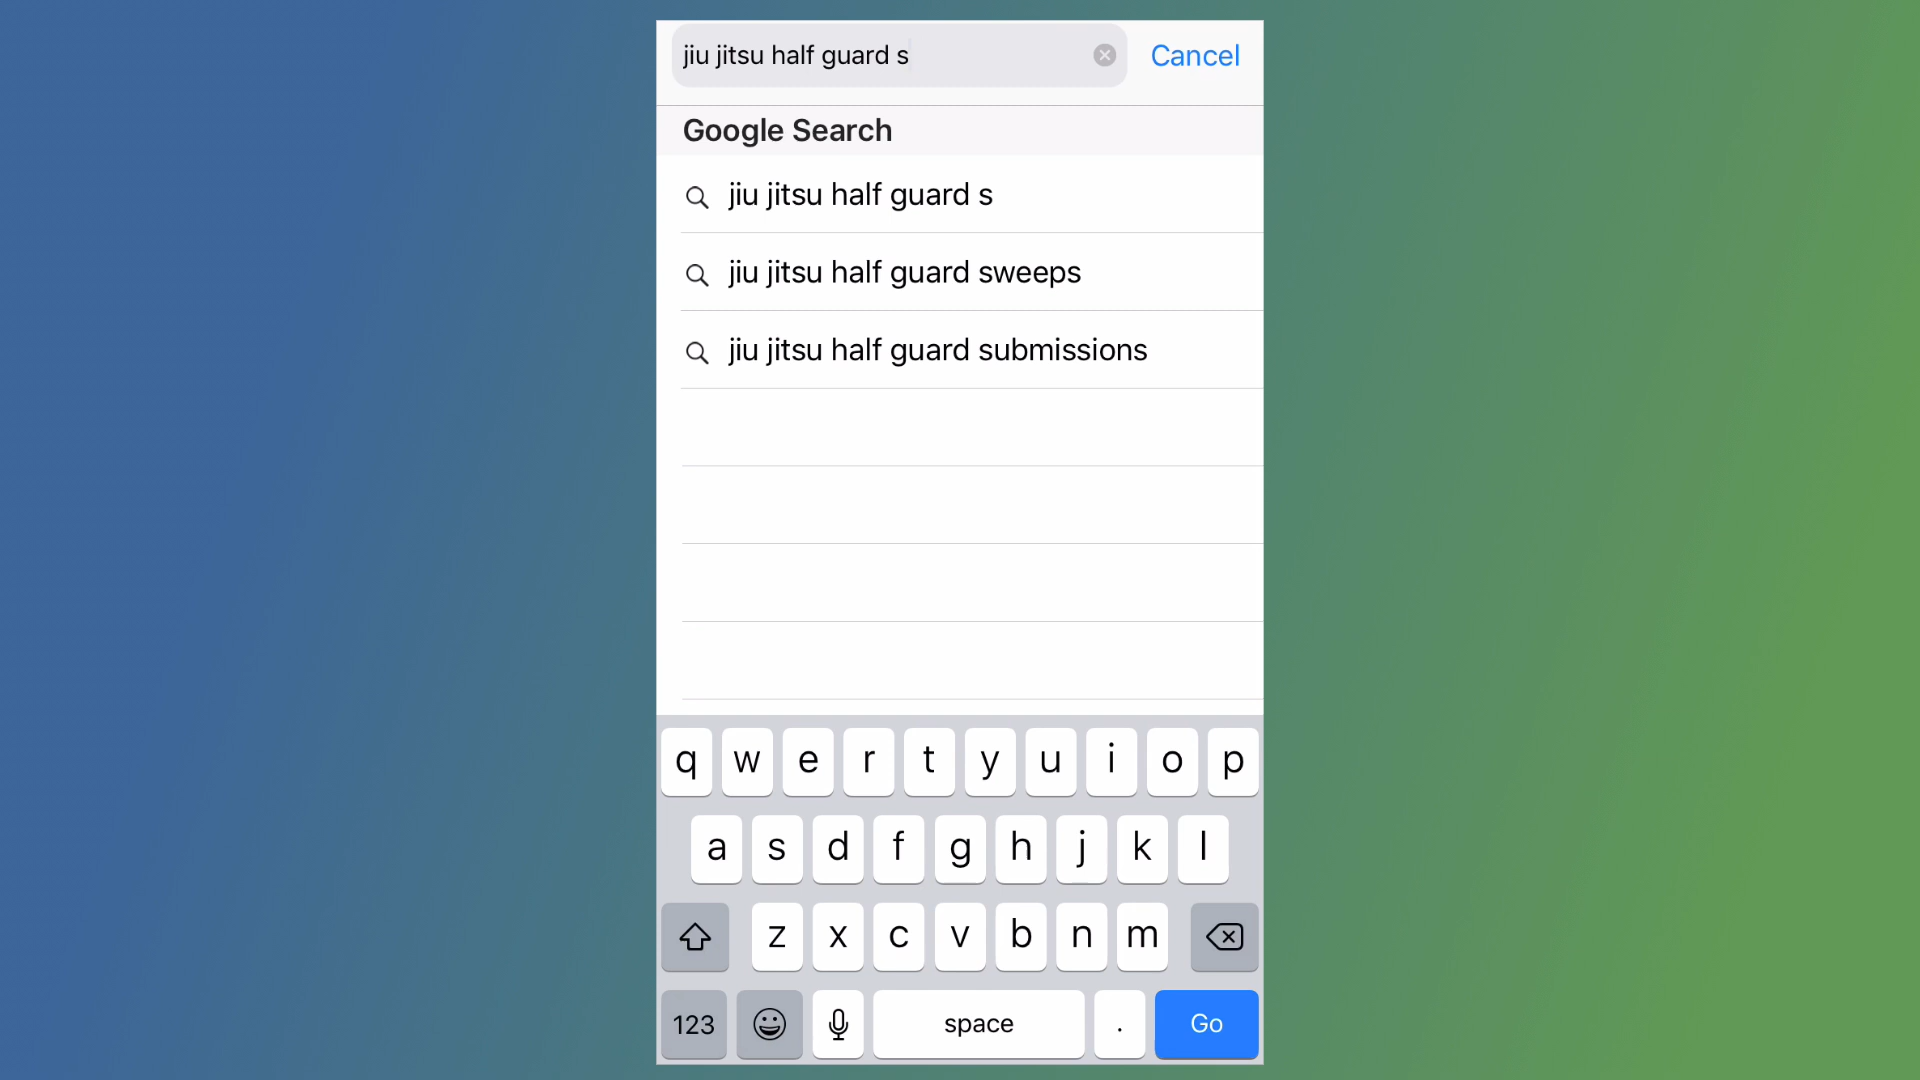 jiu jitsu half guard s
Cancel
Google Search
jiu jitsu half guard s
jiu jitsu half guard sweeps
jiu jitsu half guard submissions
q w e r t y u i o p
a s d f g h j k l
z x c v b n m
123 space . Go